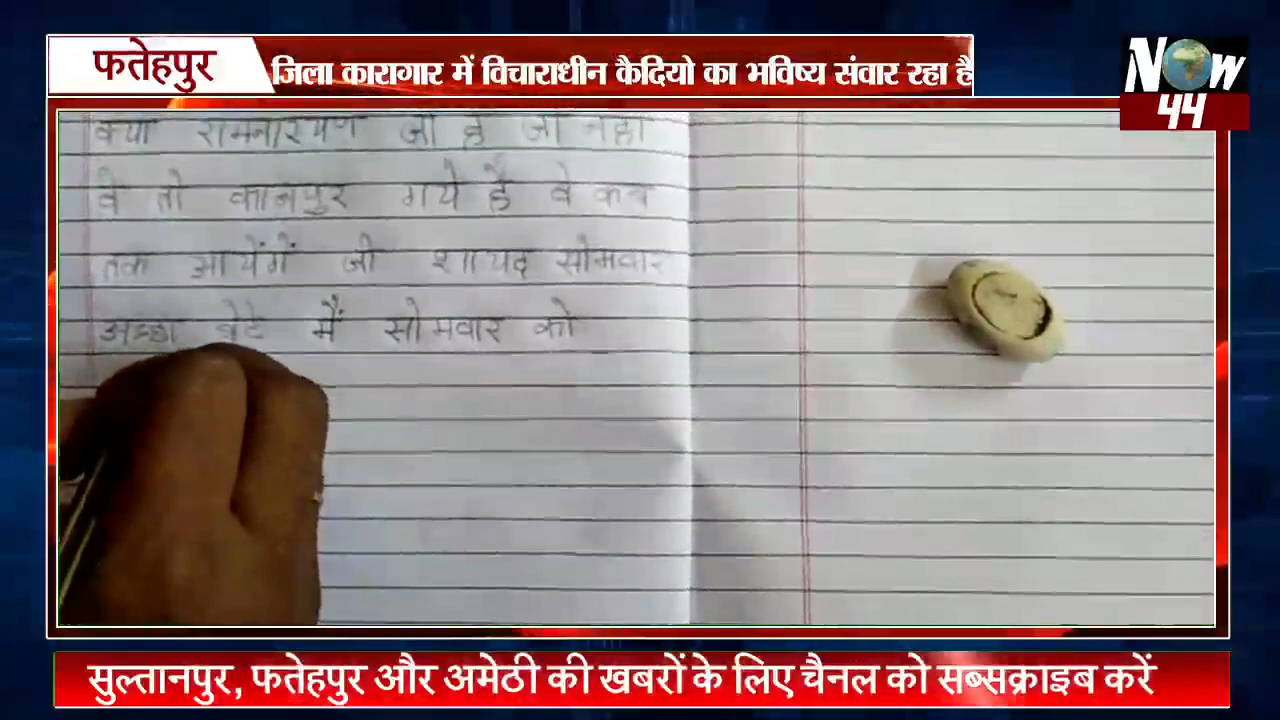 फतेहपुर
जिला कारागार में विचाराधीन कैदियो का भविष्य संवार रहा है
Now
44
क्या रामनारयण जी है जी नही
वे तो कानपुर गये है वे कब
तक आयेंगें जी शायद सोमवार
अच्छा बेटे मैं सोमवार को
सुल्तानपुर, फतेहपुर और अमेठी की खबरों के लिए चैनल को सब्सक्राइब करें